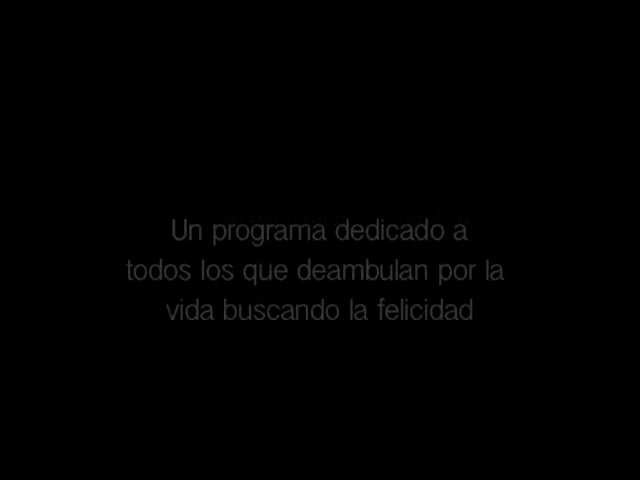 Un programa dedicado a
todos los que deambulan por la
vida buscando la felicidad